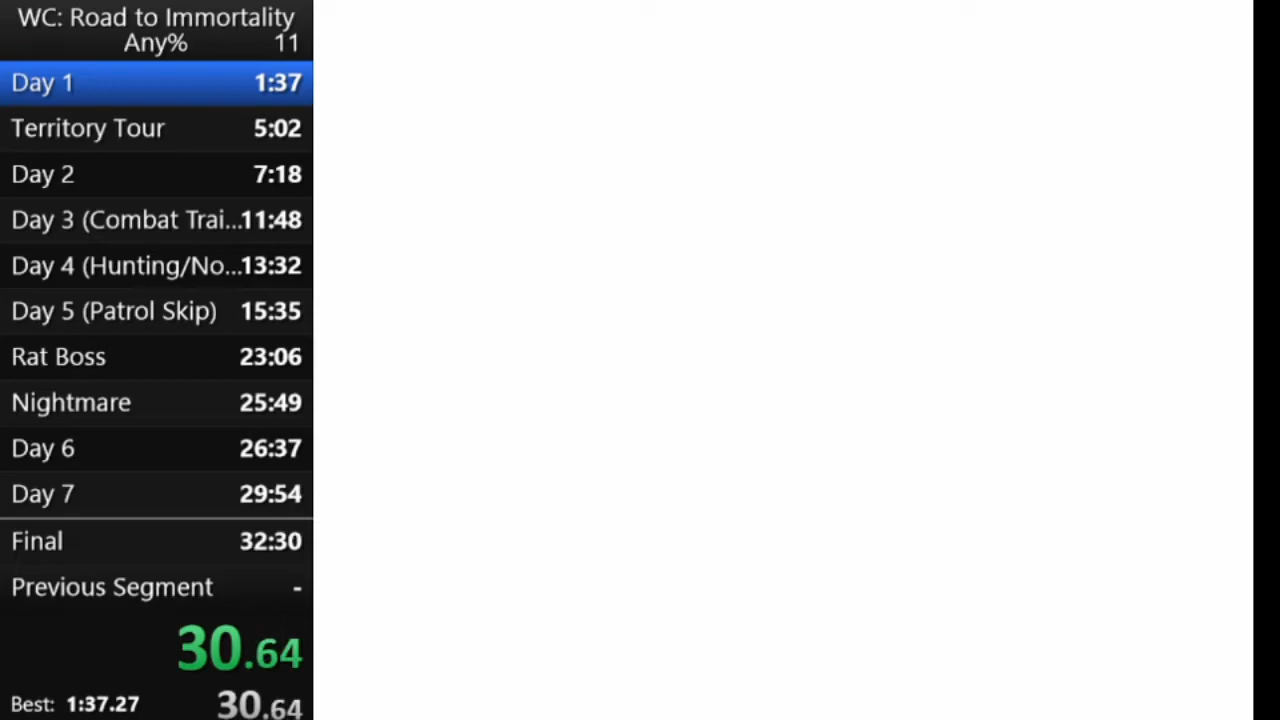 WC: Road to Immortality
Any% 11
Day 1 1:37
Territory Tour 5:02
Day 2 7:18
Day 3 (Combat Trai...11:48
Day 4 (Hunting/No...13:32
Day 5 (Patrol Skip) 15:35
Rat Boss 23:06
Nightmare 25:49
Day 6 26:37
Day 7 29:54
Final 32:30
Previous Segment -
30.64
Best: 1:37.27 30.64